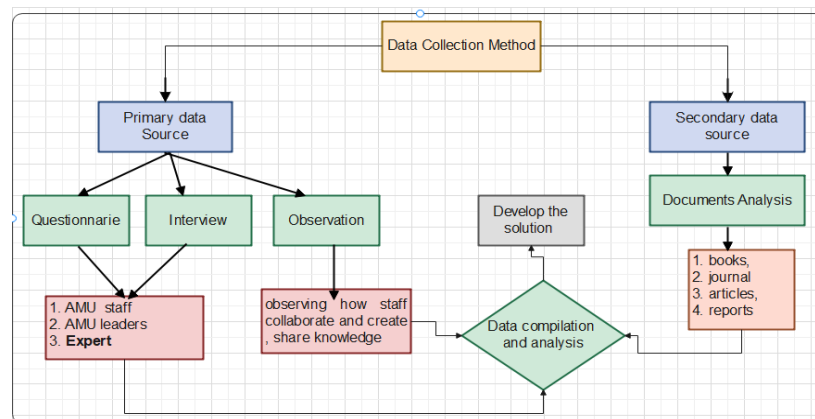 Data Collection Method
Primary data
Source
Secondary data
source
Questionnarie
Interview
Observation
Develop the
solution
Documents Analysis
1. AMU staff
2. AMU leaders
3. Expert
observing how staff
collaborate and create
, share knowledge
Data compilation
and analysis
1. books,
2. journal
3. articles,
4. reports